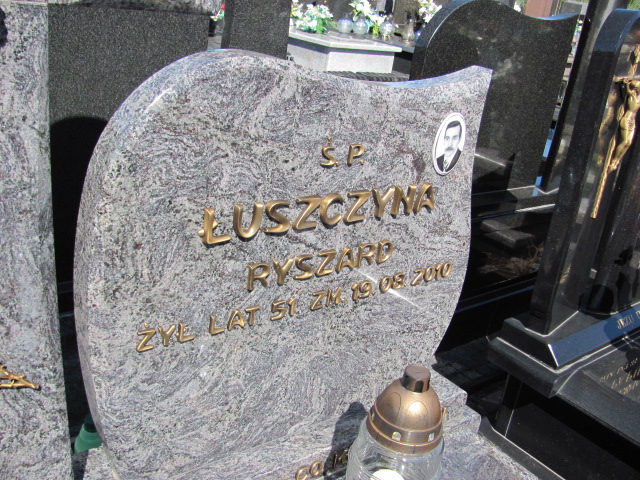 Ś. P.
ŁUSZCZYNA
RYSZARD
ŻYŁ LAT 51 ZM. 19.08.2010